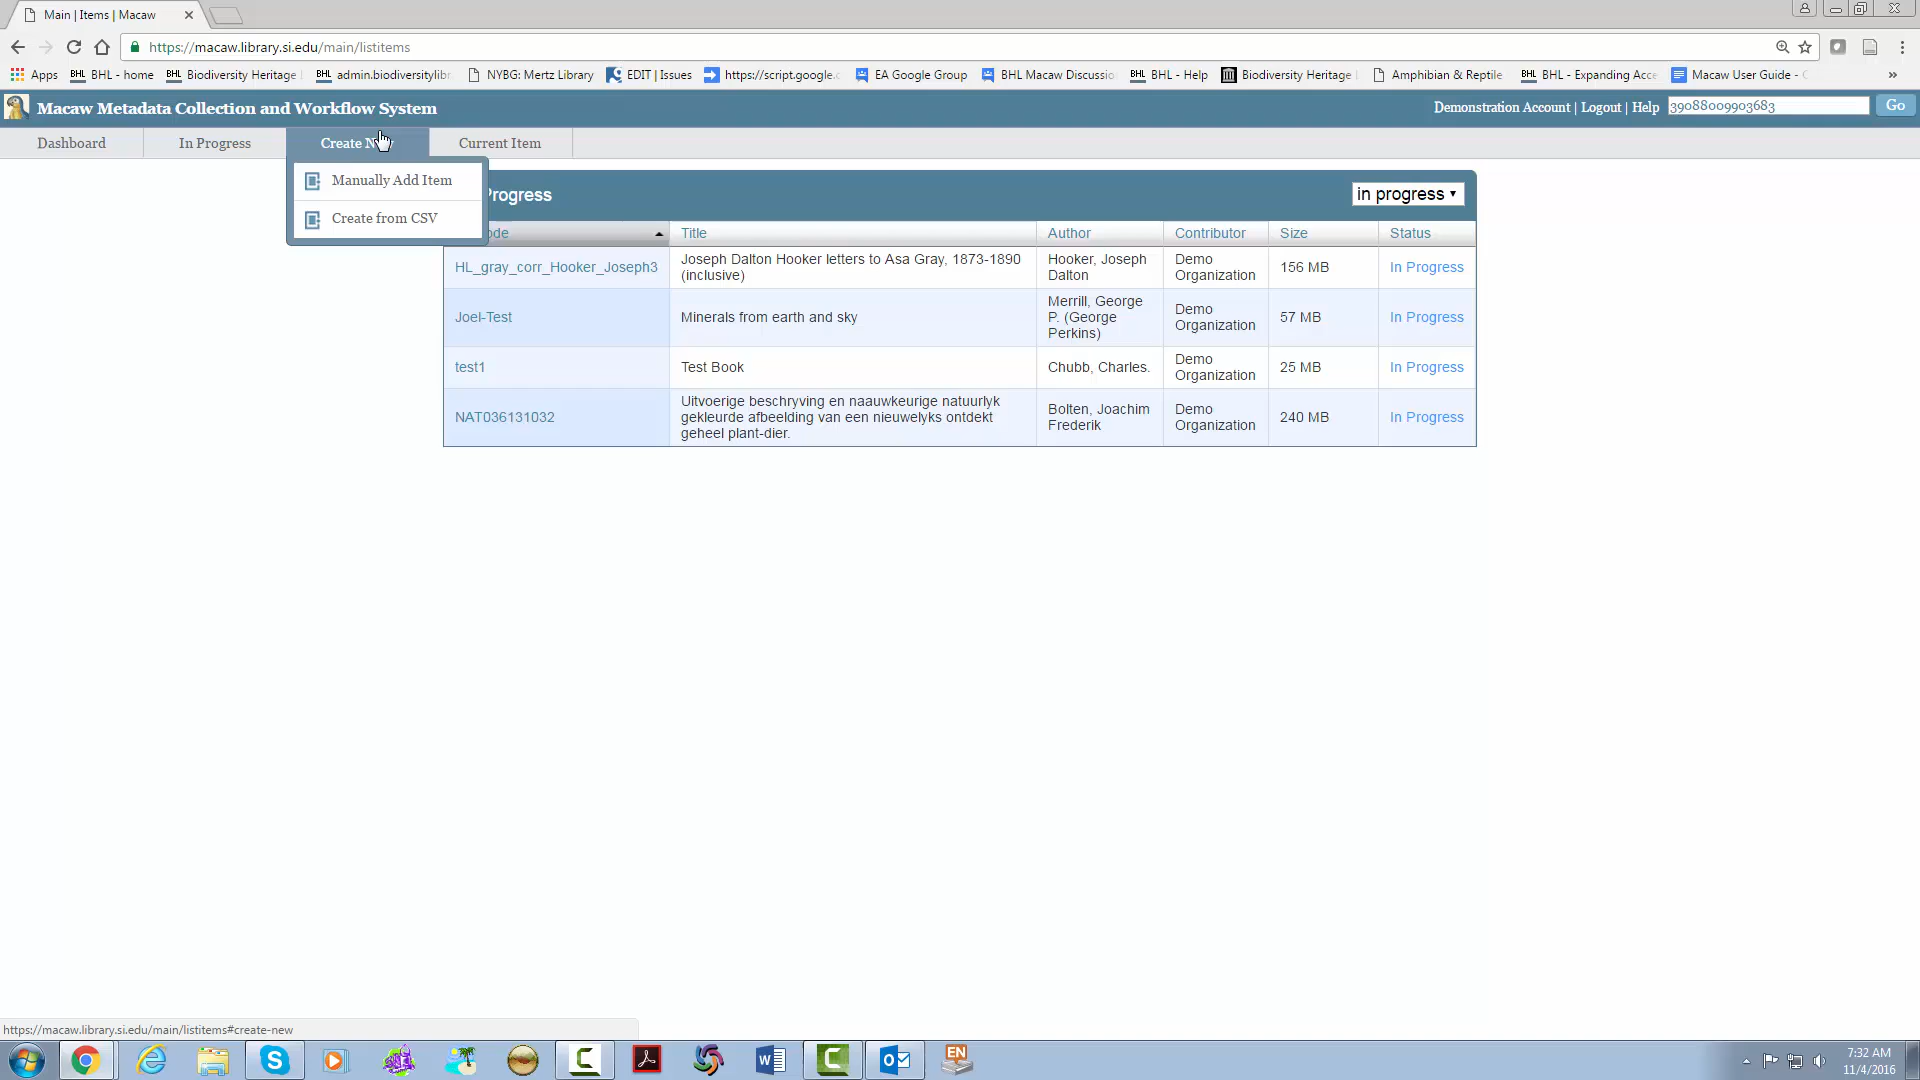 Main | Items | Macaw
https://macaw.library.si.edu/main/listitems
Apps BHL - home Biodiversity Heritage admin.biodiversitylibr NYBG: Mertz Library EDIT | Issues https://script.google.c EA Google Group BHL Macaw Discussio BHL - Help Biodiversity Heritage Amphibian & Reptile BHL - Expanding Acce Macaw User Guide - »
Macaw Metadata Collection and Workflow System
Demonstration Account | Logout | Help 39088009903683 Go
Dashboard In Progress Create Current Item
Manually Add Item
Create from CSV
Progress
in progress
ode Title Author Contributor Size Status
HL_gray_corr_Hooker_Joseph3
Joseph Dalton Hooker letters to Asa Gray, 1873-1890
(inclusive)
Hooker, Joseph
Dalton
Demo
Organization
156 MB
In Progress
Joel-Test
Minerals from earth and sky
Merrill, George
P. (George
Perkins)
Demo
Organization
57 MB
In Progress
test1
Test Book
Chubb, Charles.
Demo
Organization
25 MB
In Progress
NAT036131032
Uitvoerige beschryving en naauwkeurige natuurlyk
gekleurde afbeelding van een nieuwelyks ontdekt
geheel plant-dier.
Bolten, Joachim
Frederik
Demo
Organization
240 MB
In Progress
https://macaw.library.si.edu/main/listitems#create-new
EN
7:32 AM
11/4/2016